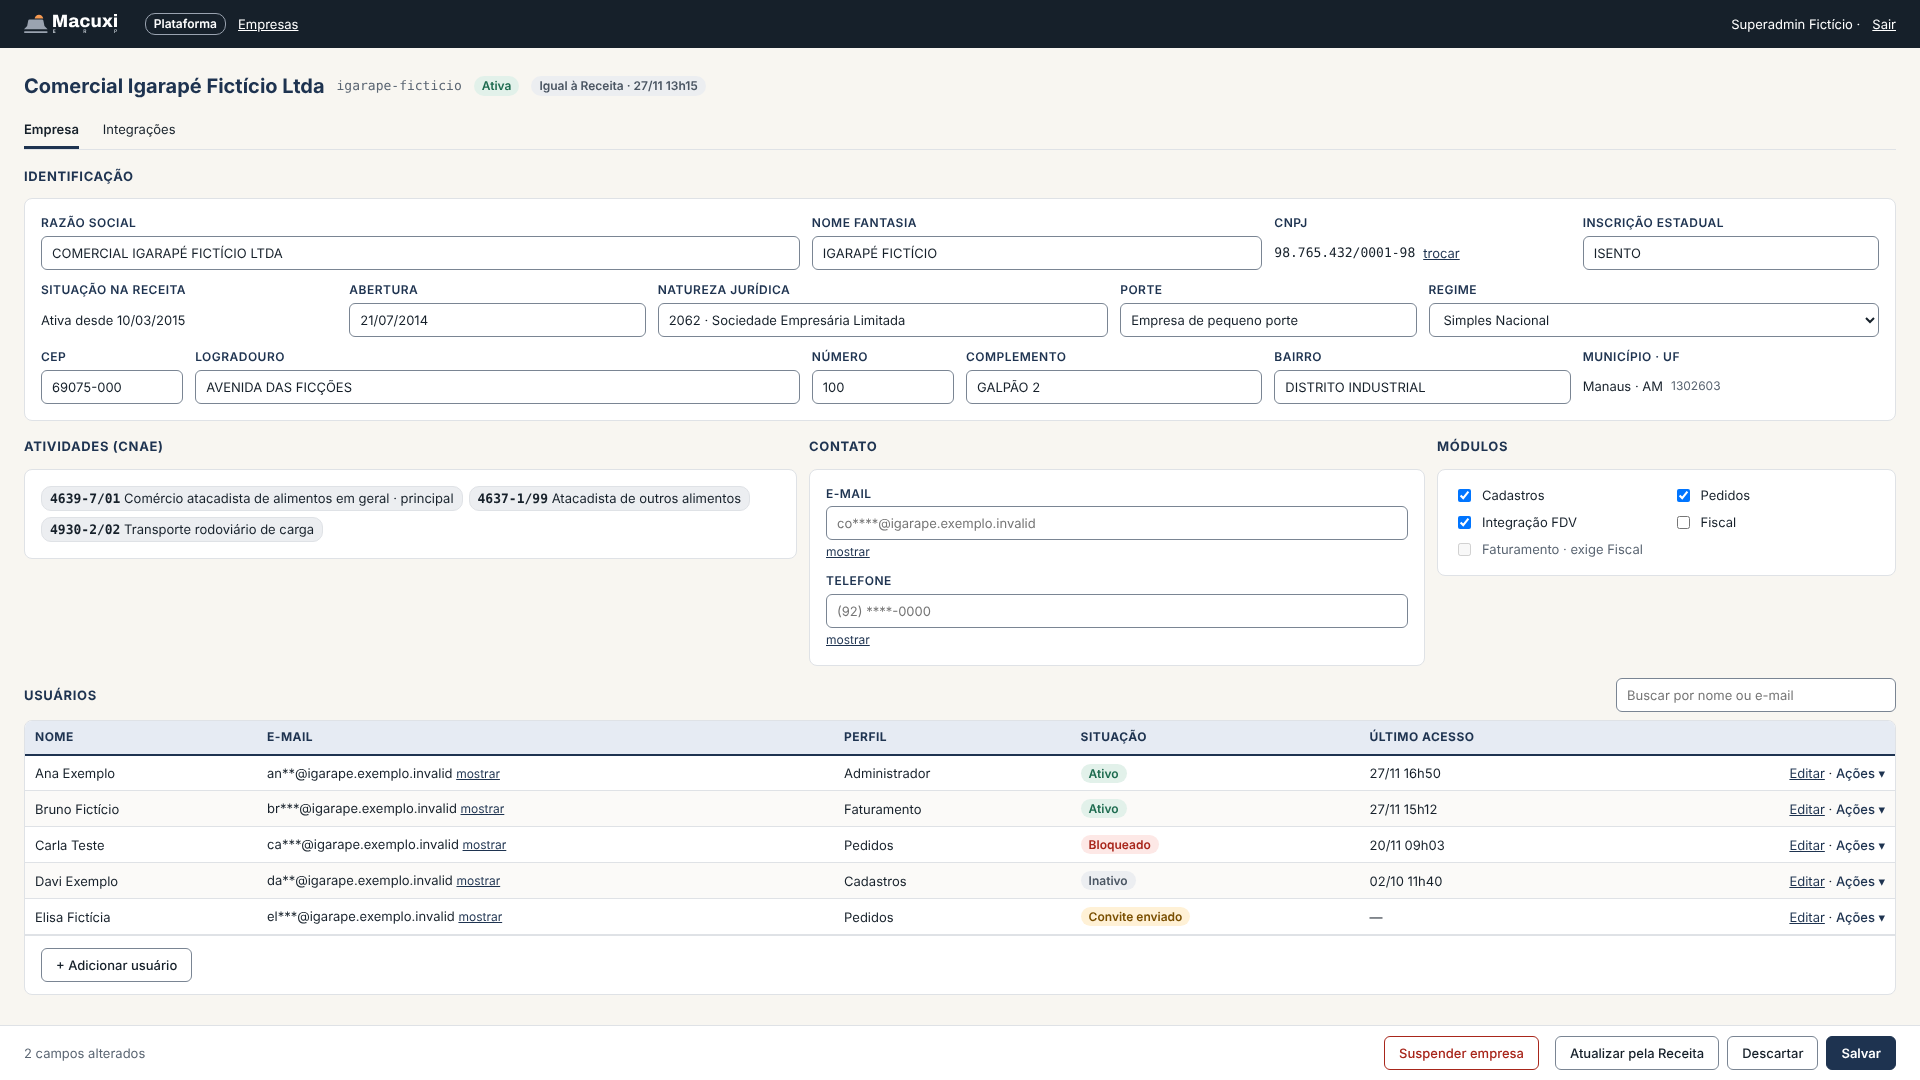 Macuxi
E R P
Plataforma
Empresas
Superadmin Fictício · Sair
Comercial Igarapé Fictício Ltda igarape-ficticio Ativa Igual à Receita · 27/11 13h15
Empresa Integrações
IDENTIFICAÇÃO
RAZÃO SOCIAL NOME FANTASIA CNPJ INSCRIÇÃO ESTADUAL
COMERCIAL IGARAPÉ FICTÍCIO LTDA IGARAPÉ FICTÍCIO 98.765.432/0001-98 trocar ISENTO
SITUAÇÃO NA RECEITA ABERTURA NATUREZA JURÍDICA PORTE REGIME
Ativa desde 10/03/2015 21/07/2014 2062 · Sociedade Empresária Limitada Empresa de pequeno porte Simples Nacional
CEP LOGRADOURO NÚMERO COMPLEMENTO BAIRRO MUNICÍPIO · UF
69075-000 AVENIDA DAS FICÇÕES 100 GALPÃO 2 DISTRITO INDUSTRIAL Manaus · AM 1302603
ATIVIDADES (CNAE)
4639-7/01 Comércio atacadista de alimentos em geral · principal
4637-1/99 Atacadista de outros alimentos
4930-2/02 Transporte rodoviário de carga
CONTATO
E-MAIL
co****@igarape.exemplo.invalid
mostrar
TELEFONE
(92) ****-0000
mostrar
MÓDULOS
Cadastros Pedidos
Integração FDV Fiscal
Faturamento · exige Fiscal
USUÁRIOS Buscar por nome ou e-mail
NOME E-MAIL PERFIL SITUAÇÃO ÚLTIMO ACESSO
Ana Exemplo an**@igarape.exemplo.invalid mostrar Administrador Ativo 27/11 16h50 Editar · Ações ▾
Bruno Fictício br***@igarape.exemplo.invalid mostrar Faturamento Ativo 27/11 15h12 Editar · Ações ▾
Carla Teste ca***@igarape.exemplo.invalid mostrar Pedidos Bloqueado 20/11 09h03 Editar · Ações ▾
Davi Exemplo da**@igarape.exemplo.invalid mostrar Cadastros Inativo 02/10 11h40 Editar · Ações ▾
Elisa Fictícia el***@igarape.exemplo.invalid mostrar Pedidos Convite enviado — Editar · Ações ▾
+ Adicionar usuário
2 campos alterados Suspender empresa Atualizar pela Receita Descartar Salvar